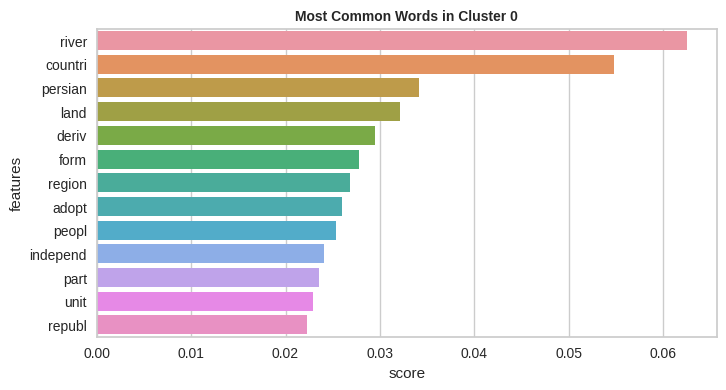 Most Common Words in Cluster 0
river
countri
persian
land
deriv
form
region
adopt
peopl
independ
part
unit
republ
features
0.00 0.01 0.02 0.03 0.04 0.05 0.06
score